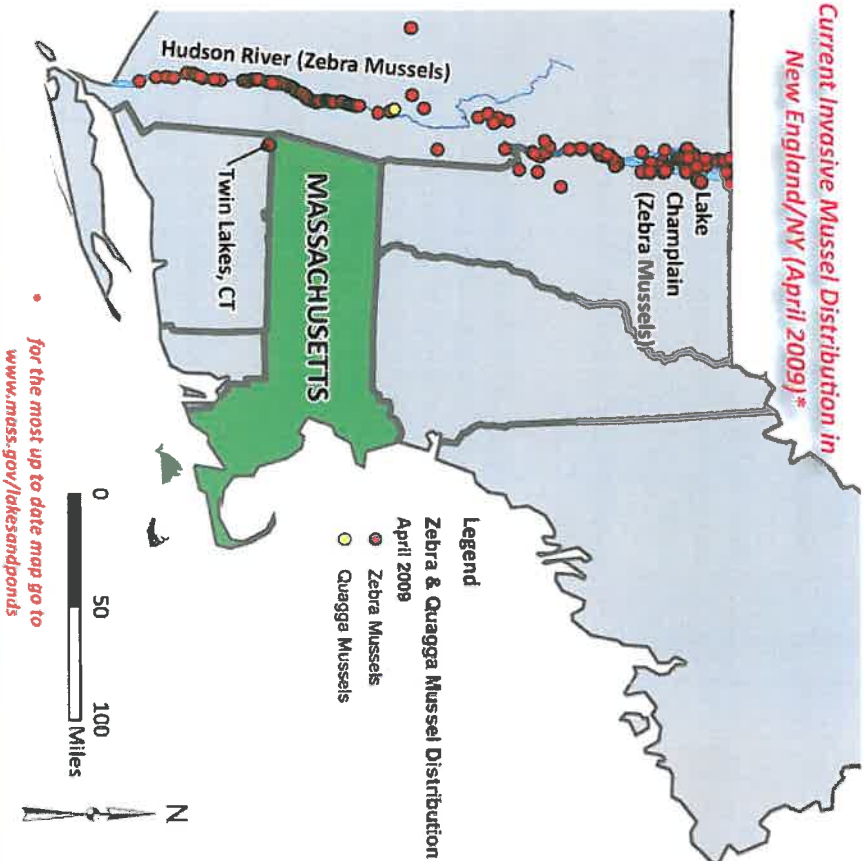 Current Invasive Mussel Distribution in
New England/NY (April 2009)*
Hudson River (Zebra Mussels)
Lake
Champlain
(Zebra Mussels)
MASSACHUSETTS
Twin Lakes, CT
Legend
Zebra & Quagga Mussel Distribution
April 2009
Zebra Mussels
Quagga Mussels
0 50 100
Miles
N
* for the most up to date map go to
www.mass.gov/lakesandponds